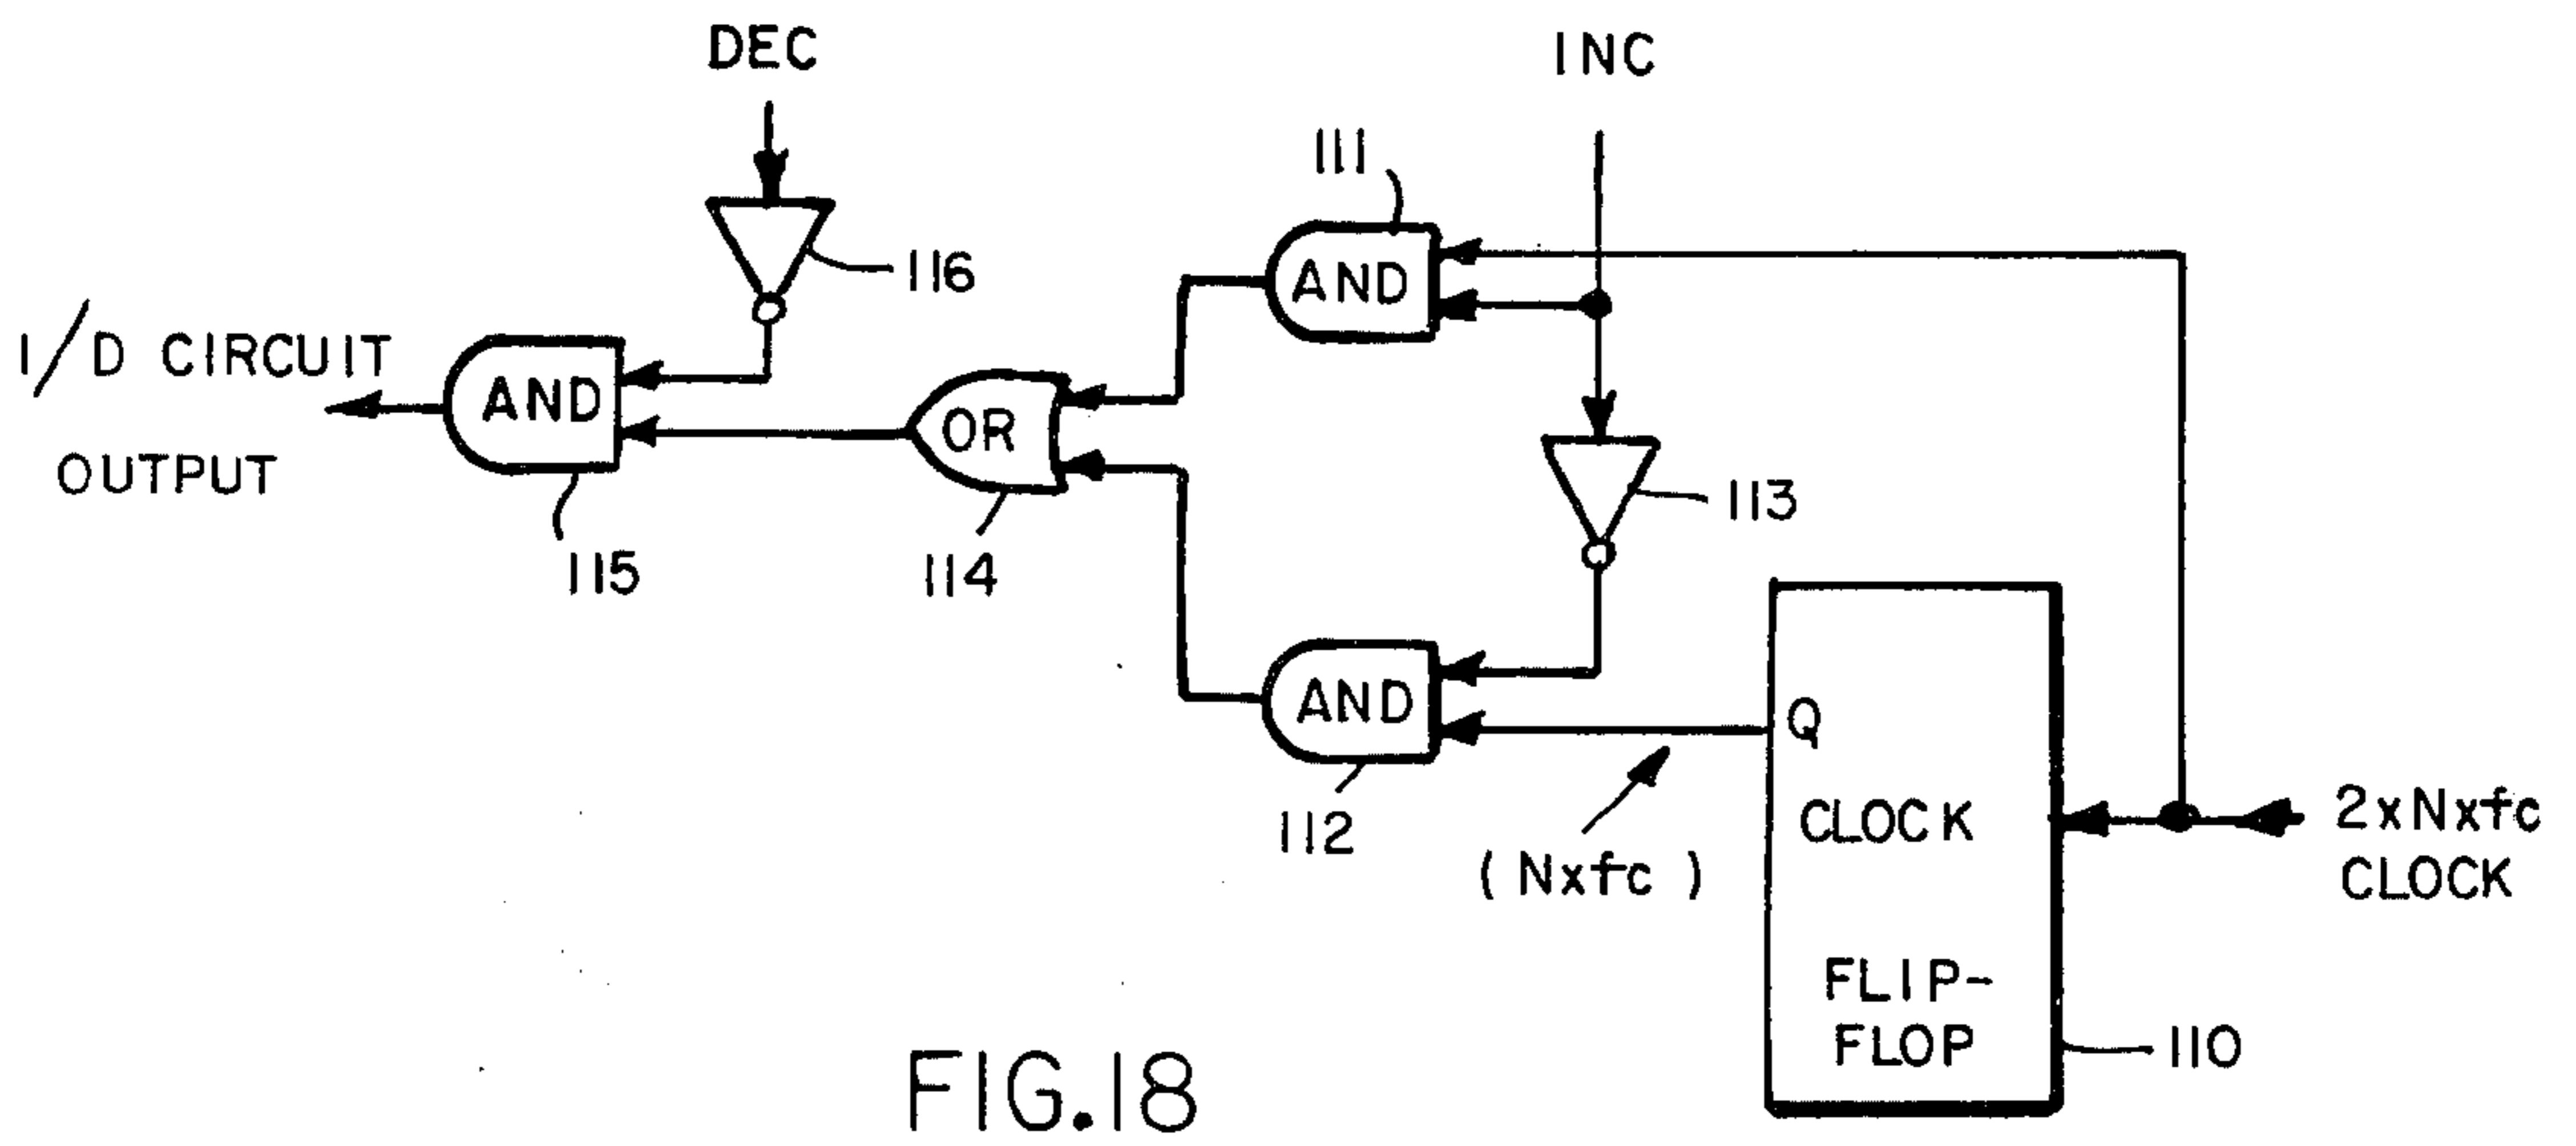 DEC
INC
111
AND
116
I/D CIRCUIT
OUTPUT
AND
OR
113
115
114
AND
112
(Nxfc)
Q
CLOCK
FLIP-
FLOP
2xNxfc
CLOCK
110
FIG.18